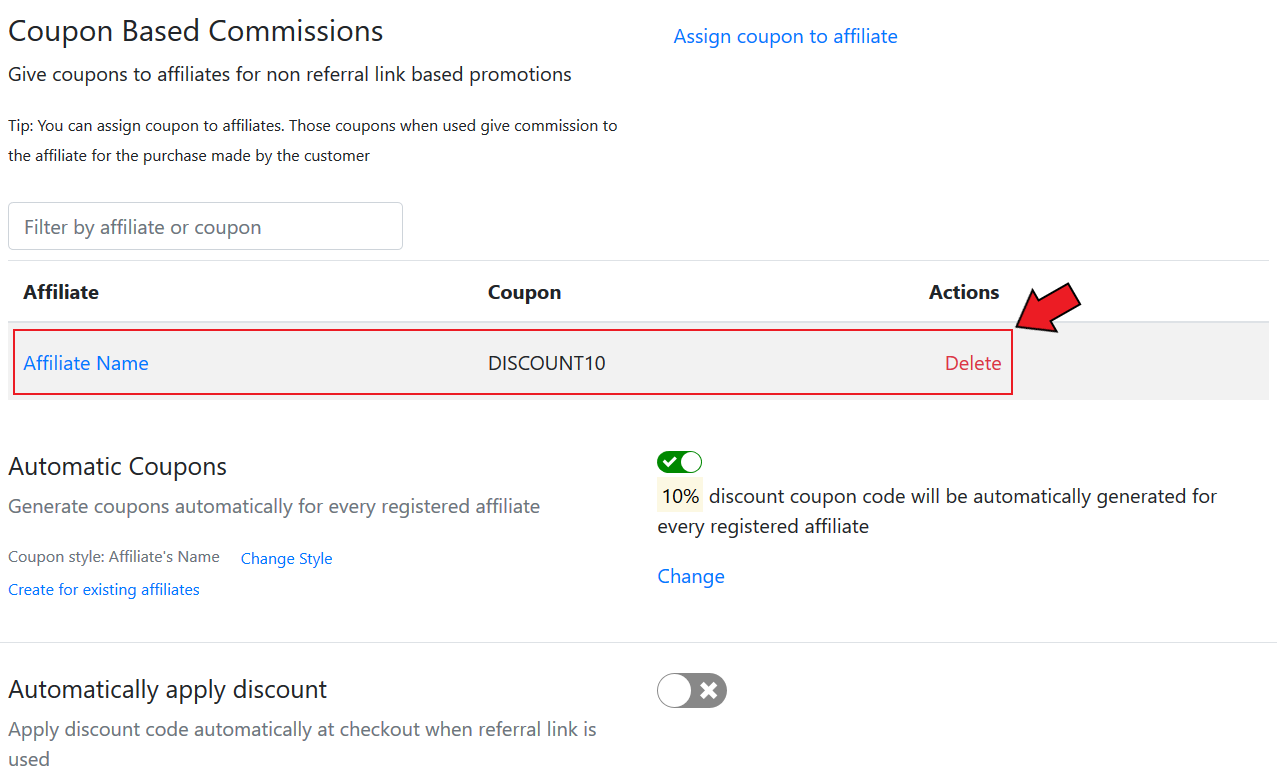 Coupon Based Commissions
Assign coupon to affiliate
Give coupons to affiliates for non referral link based promotions
Tip: You can assign coupon to affiliates. Those coupons when used give commission to
the affiliate for the purchase made by the customer
Filter by affiliate or coupon
Affiliate Coupon Actions
Affiliate Name DISCOUNT10 Delete
Automatic Coupons
Generate coupons automatically for every registered affiliate
Coupon style: Affiliate's Name Change Style
Create for existing affiliates
10% discount coupon code will be automatically generated for
every registered affiliate
Change
Automatically apply discount
Apply discount code automatically at checkout when referral link is
used